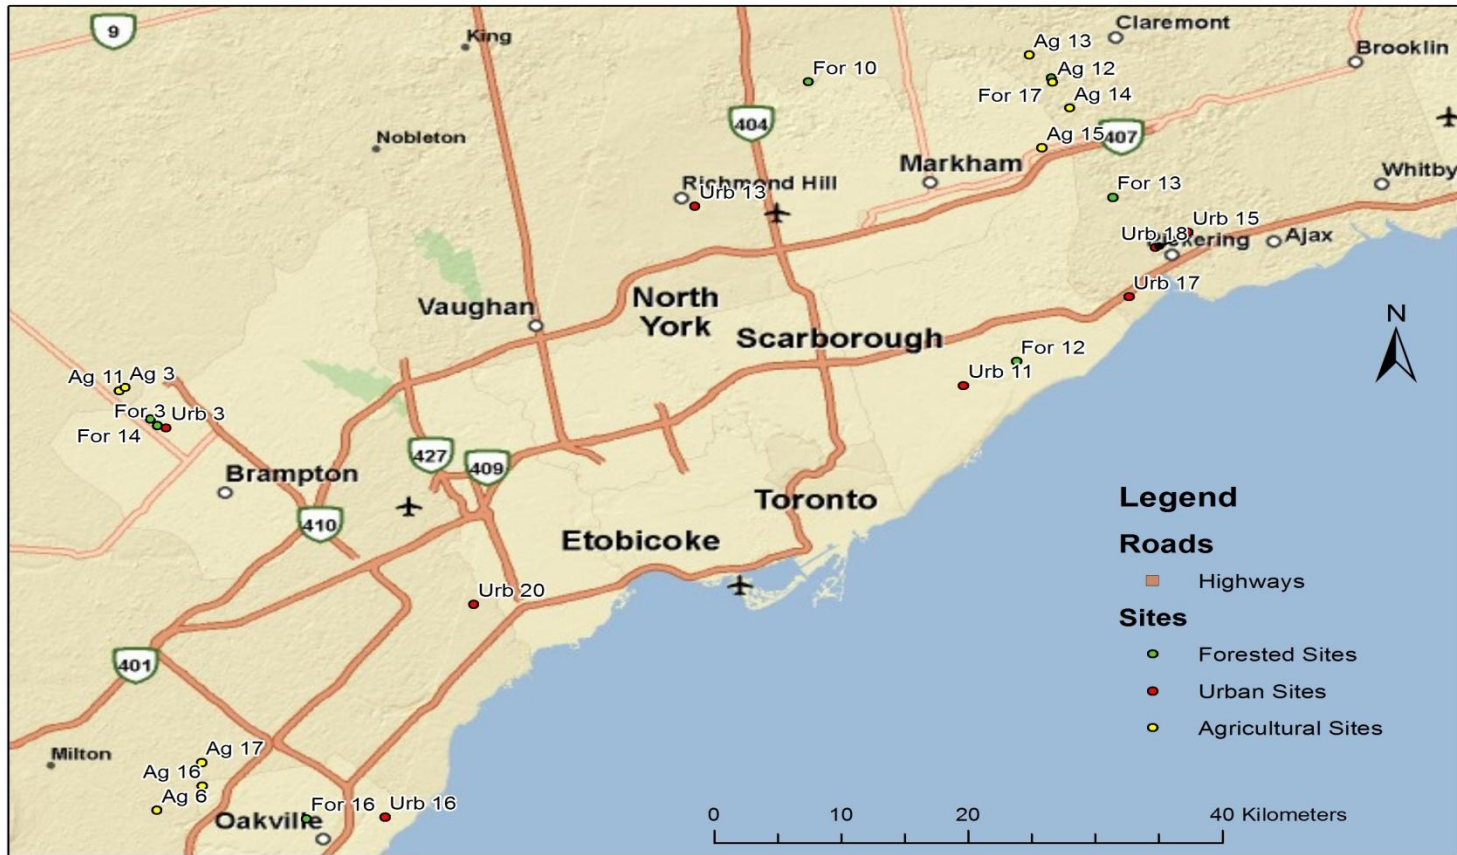 9
King
Claremont
Ag 13
Brooklin
For 10
Ag 12
For 17
Ag 14
404
Nobleton
Ag 15
407
Markham
Richmond Hill
Whitby
Urb 13
For 13
Urb 15
Urb 18
Ajax
Vaughan
North
York
Urb 17
Scarborough
N
For 12
Ag 11
Ag 3
Urb 11
For 3
Urb 3
For 14
427
409
Brampton
Toronto
410
Etobicoke
Legend
Roads
Highways
Sites
Urb 20
Forested Sites
401
Urban Sites
Agricultural Sites
Milton
Ag 17
Ag 16
Ag 6
Oakville
For 16
Urb 16
0 10 20 40 Kilometers